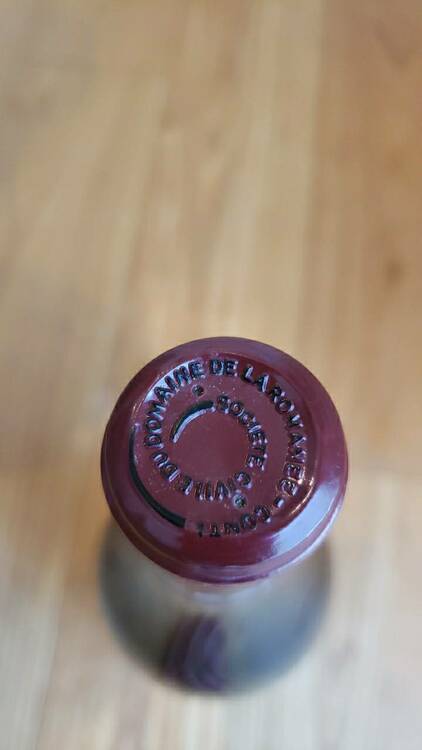 SOCIETE CIVILE DU DOMAINE DE LA ROMANEE - CONTI